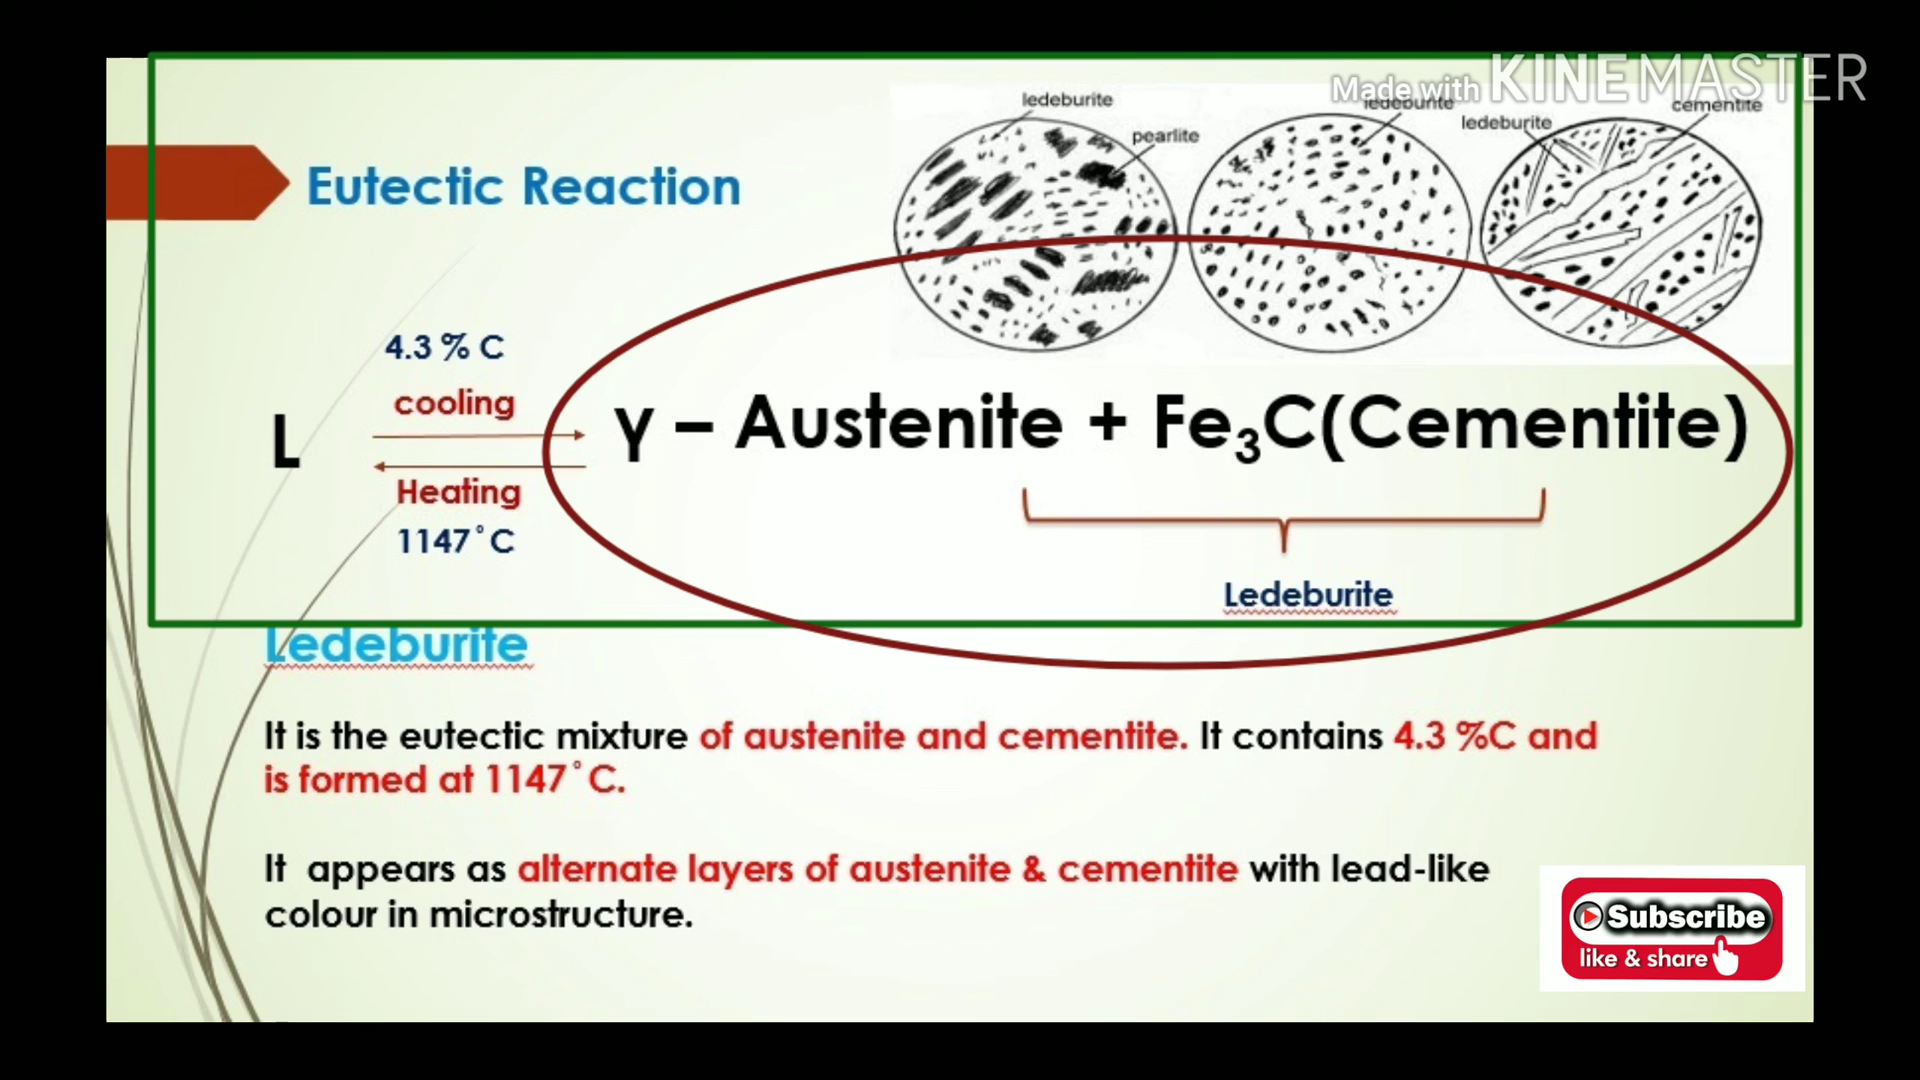 Made with KINEMASTER
ledeburite
pearlite
ledeburite
ledeburite
cementite
Eutectic Reaction
4.3 % C
cooling
L
γ – Austenite + Fe₃C(Cementite)
Heating
1147°C
Ledeburite
Ledeburite
It is the eutectic mixture of austenite and cementite. It contains 4.3 %C and
is formed at 1147°C.
It appears as alternate layers of austenite & cementite with lead-like
colour in microstructure.
Subscribe
like & share